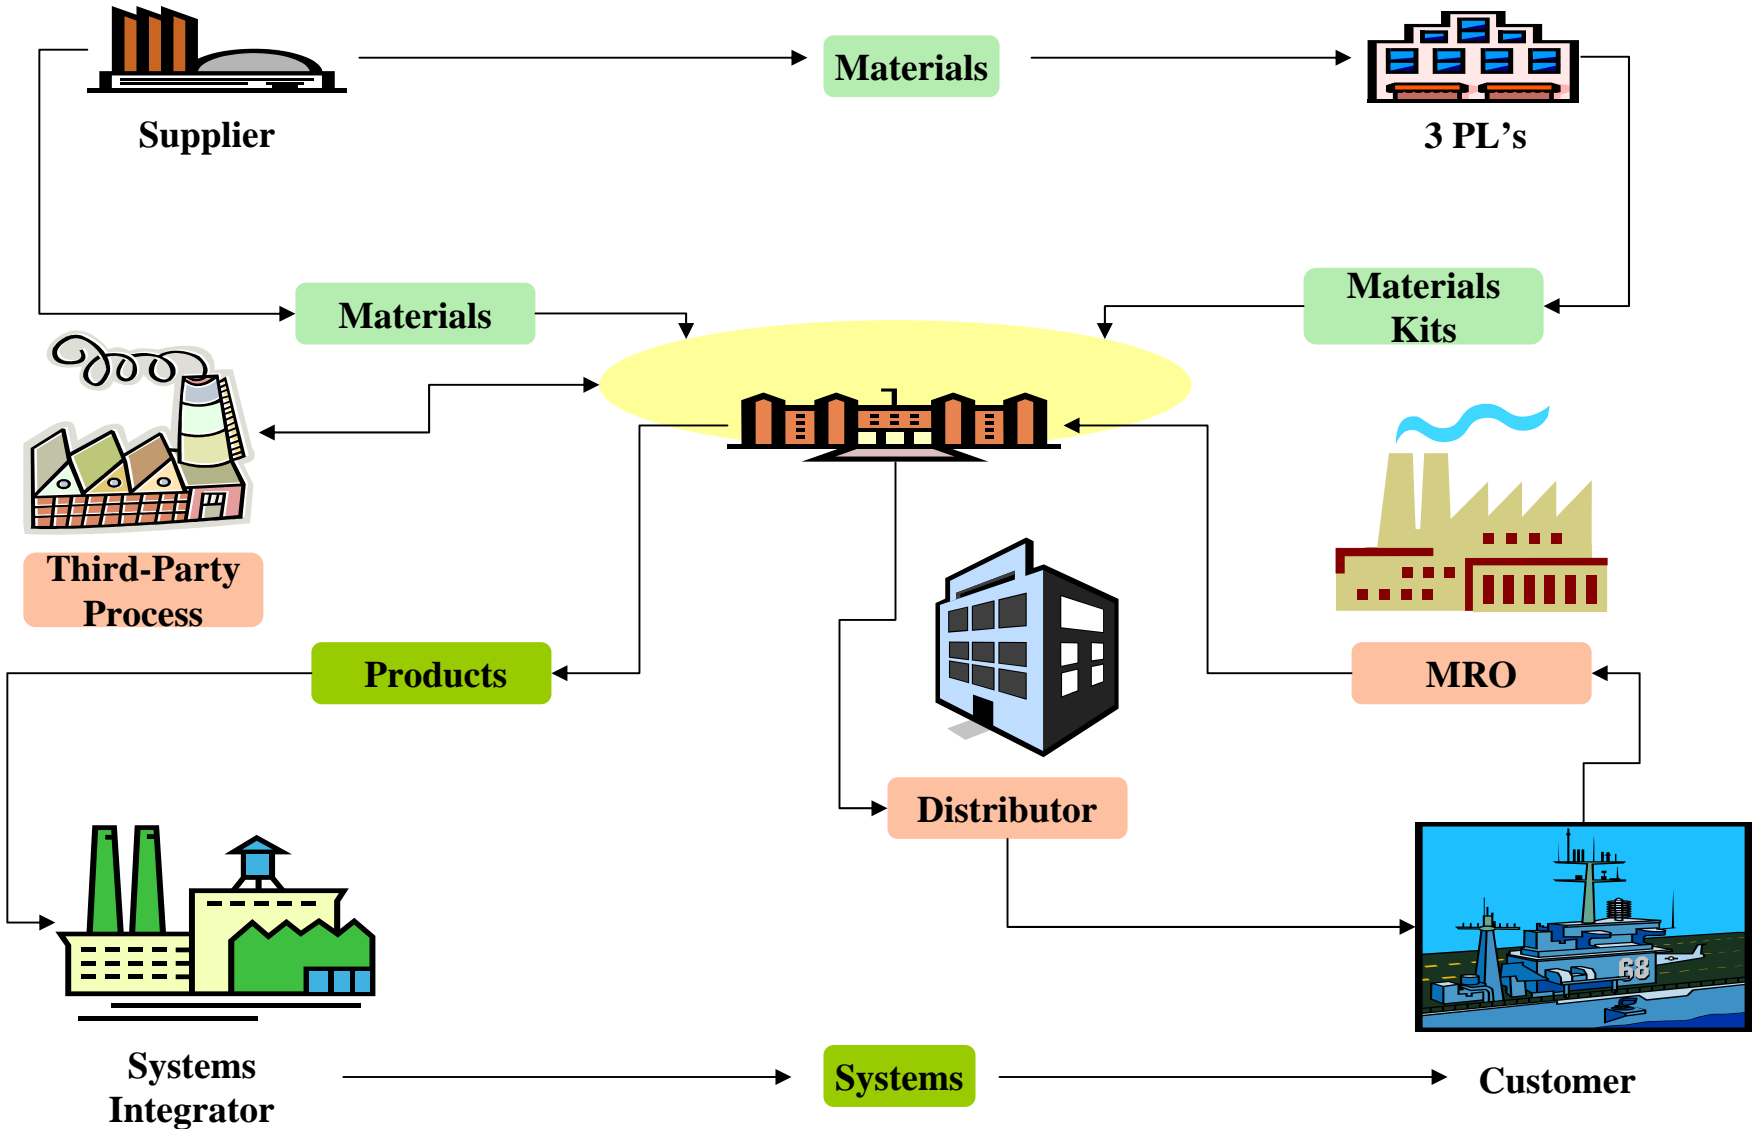 Materials
Supplier
3 PL’s
Materials
Materials
Kits
Third-Party
Process
Products
MRO
Distributor
68
Systems
Integrator
Systems
Customer